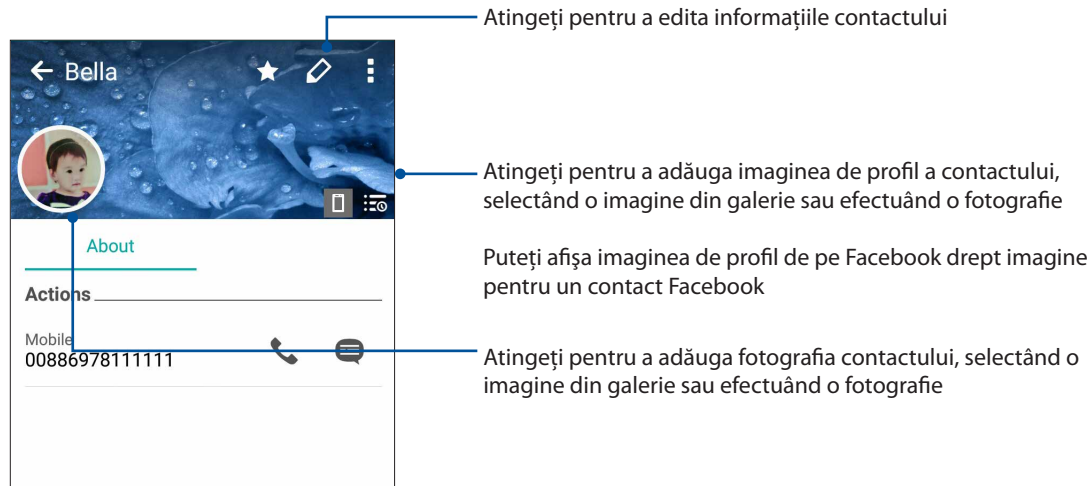 Atingeți pentru a edita informațiile contactului
Bella
Atingeți pentru a adăuga imaginea de profil a contactului,
selectând o imagine din galerie sau efectuând o fotografie
Puteți afişa imaginea de profil de pe Facebook drept imagine
pentru un contact Facebook
About
Actions
Mobile
00886978111111
Atingeți pentru a adăuga fotografia contactului, selectând o
imagine din galerie sau efectuând o fotografie